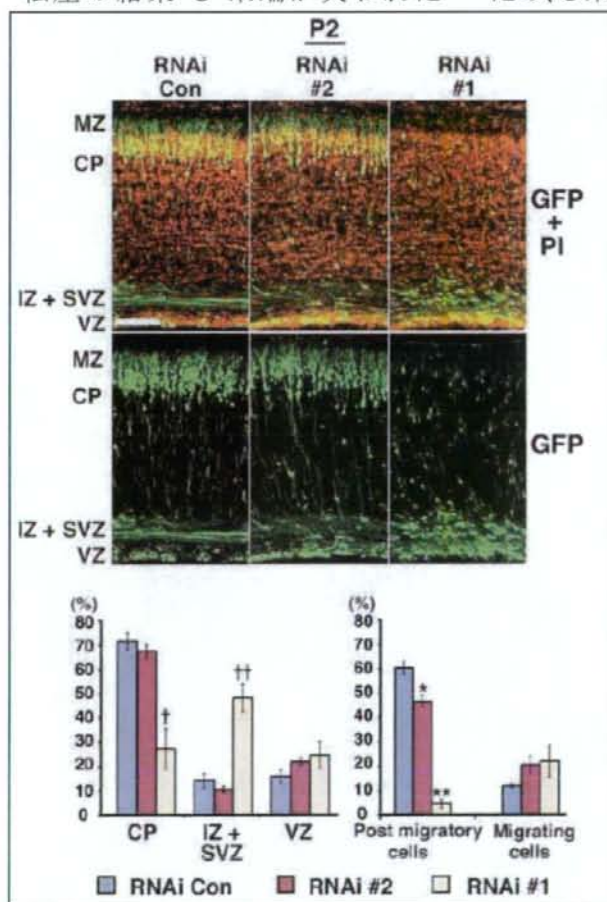 P2
RNAi Con
RNAi #2
RNAi #1
MZ
CP
IZ + SVZ
VZ
GFP + PI
MZ
CP
IZ + SVZ
VZ
GFP
(%)
80
70
60
50
40
30
20
10
0
†
††
CP
IZ + SVZ
VZ
(%)
80
70
60
50
40
30
20
10
0
*
**
Post migratory cells
Migrating cells
RNAi Con
RNAi #2
RNAi #1